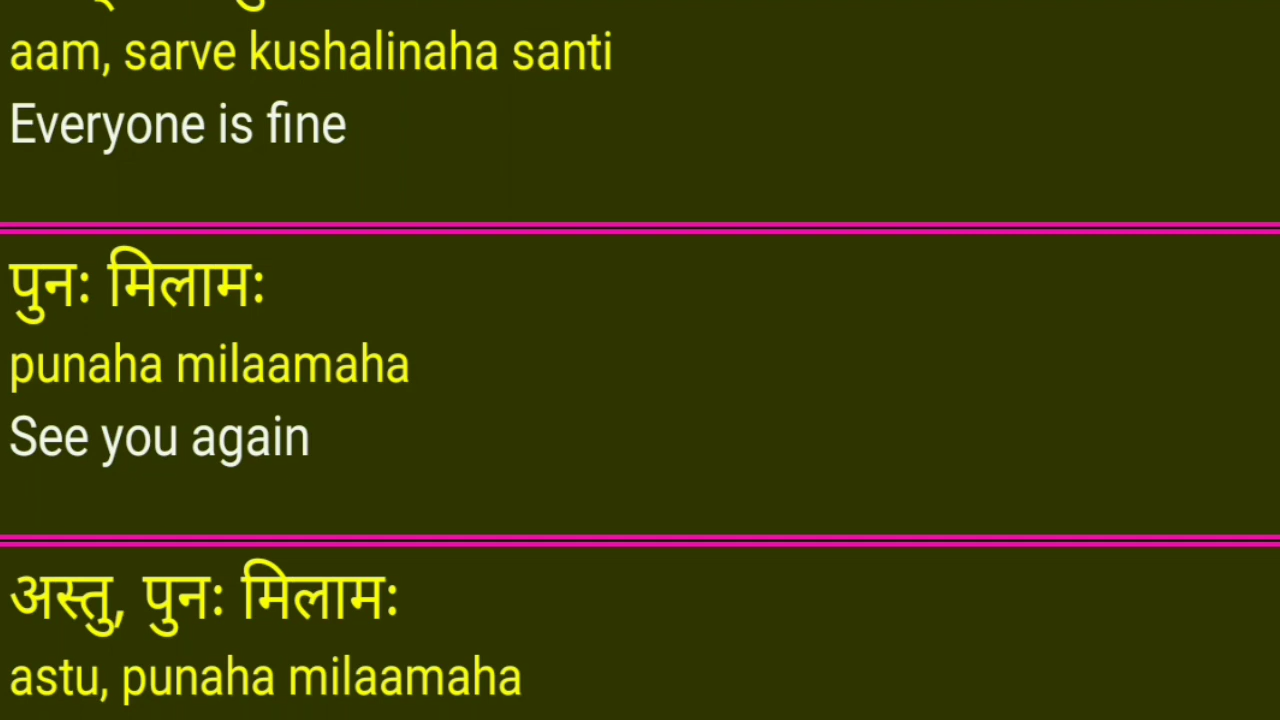 aam, sarve kushalinaha santi
Everyone is fine
पुनः मिलामः
punaha milaamaha
See you again
अस्तु, पुनः मिलामः
astu, punaha milaamaha